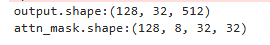 output.shape:(128, 32, 512)
attn_mask.shape:(128, 8, 32, 32)